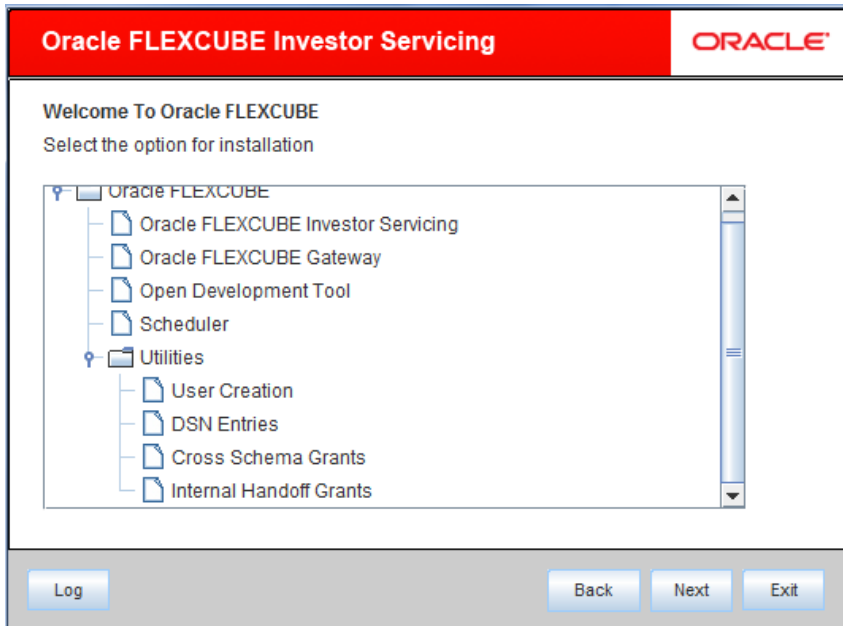 Oracle FLEXCUBE Investor Servicing
ORACLE
Welcome To Oracle FLEXCUBE
Select the option for installation
Oracle FLEXCUBE
Oracle FLEXCUBE Investor Servicing
Oracle FLEXCUBE Gateway
Open Development Tool
Scheduler
Utilities
User Creation
DSN Entries
Cross Schema Grants
Internal Handoff Grants
Log
Back
Next
Exit